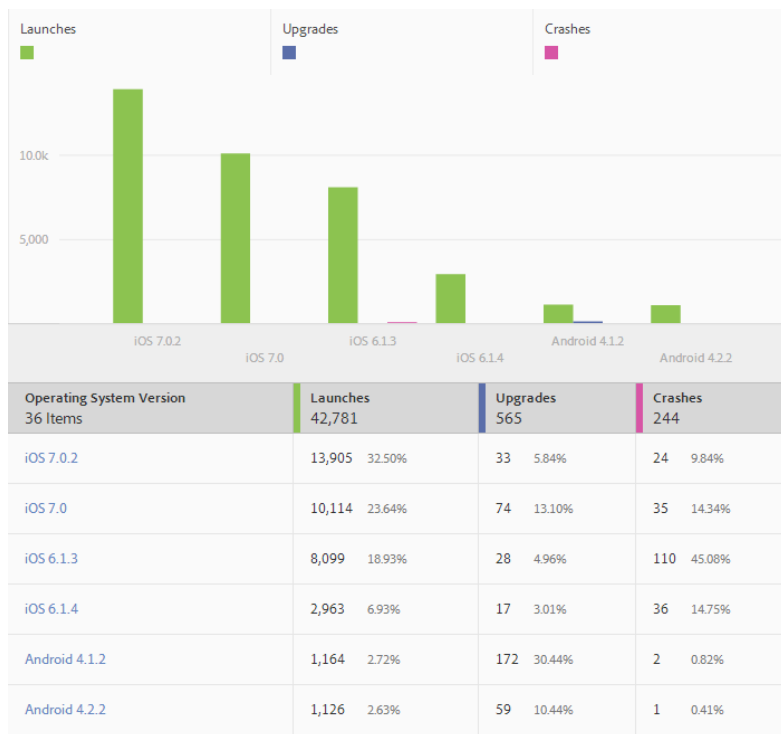 Launches
Upgrades
Crashes
10.0k
5,000
iOS 7.0.2
iOS 6.1.3
Android 4.1.2
iOS 7.0
iOS 6.1.4
Android 4.2.2
Operating System Version
36 Items
Launches
42,781
Upgrades
565
Crashes
244
iOS 7.0.2 13,905 32.50% 33 5.84% 24 9.84%
iOS 7.0 10,114 23.64% 74 13.10% 35 14.34%
iOS 6.1.3 8,099 18.93% 28 4.96% 110 45.08%
iOS 6.1.4 2,963 6.93% 17 3.01% 36 14.75%
Android 4.1.2 1,164 2.72% 172 30.44% 2 0.82%
Android 4.2.2 1,126 2.63% 59 10.44% 1 0.41%